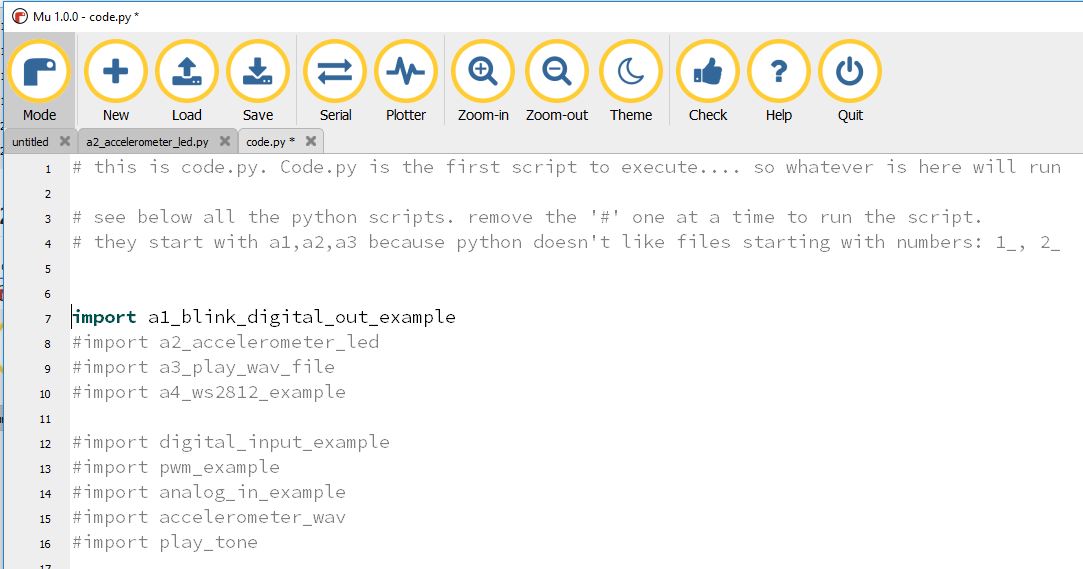 Mu 1.0.0 - code.py *
Mode New Load Save Serial Plotter Zoom-in Zoom-out Theme Check Help Quit
untitled a2_accelerometer_led.py code.py *
1 # this is code.py. Code.py is the first script to execute.... so whatever is here will run
2
3 # see below all the python scripts. remove the '#' one at a time to run the script.
4 # they start with a1,a2,a3 because python doesn't like files starting with numbers: 1_, 2_
5
6
7 import a1_blink_digital_out_example
8 #import a2_accelerometer_led
9 #import a3_play_wav_file
10 #import a4_ws2812_example
11
12 #import digital_input_example
13 #import pwm_example
14 #import analog_in_example
15 #import accelerometer_wav
16 #import play_tone
17